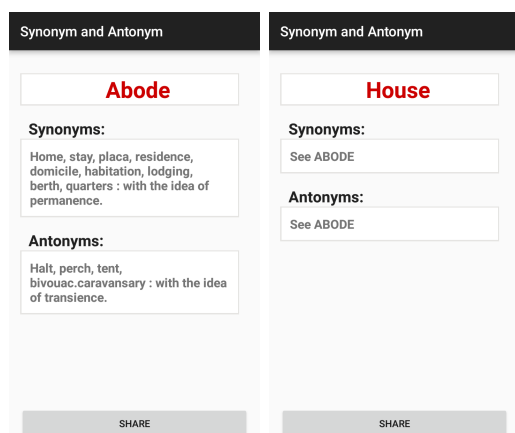 Synonym and Antonym
Abode
Synonyms:
Home, stay, placa, residence,
domicile, habitation, lodging,
berth, quarters : with the idea of
permanence.
Antonyms:
Halt, perch, tent,
bivouac.caravansary : with the idea
of transience.
SHARE
Synonym and Antonym
House
Synonyms:
See ABODE
Antonyms:
See ABODE
SHARE